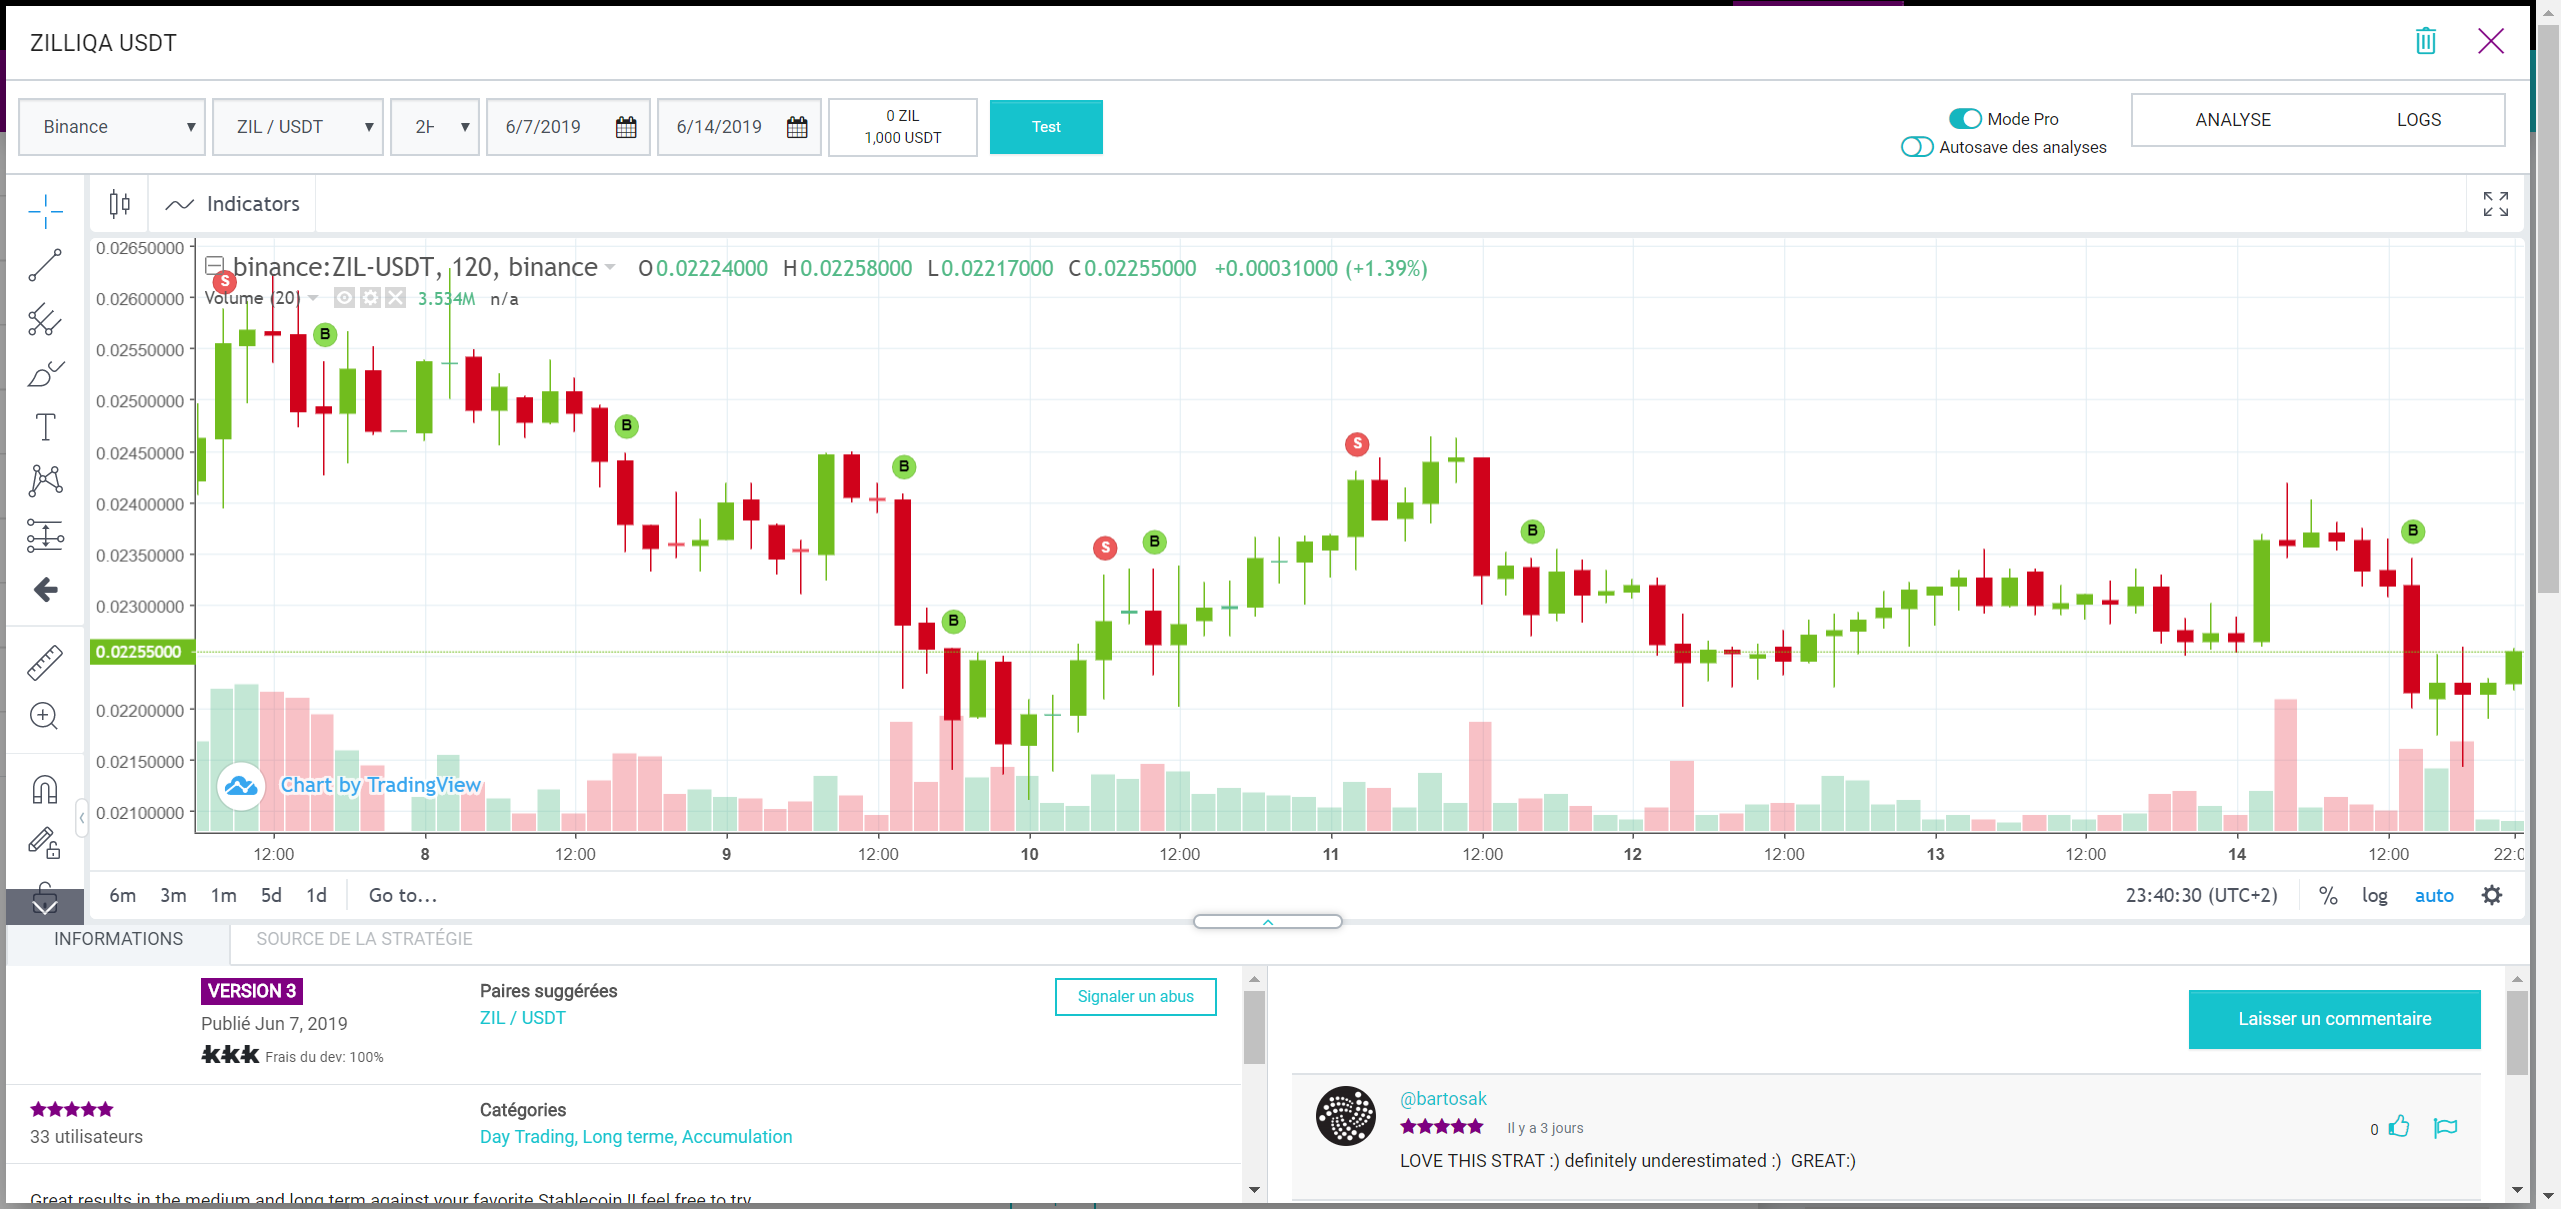 ZILLIQA USDT
Binance ZIL / USDT 2H 6/7/2019 6/14/2019
0 ZIL
1,000 USDT
Test
Mode Pro
Autosave des analyses
ANALYSE LOGS
Indicators
binance:ZIL-USDT, 120, binance O0.02224000 H0.02258000 L0.02217000 C0.02255000 +0.00031000 (+1.39%)
Volume (20) 3.534M n/a
0.02650000
0.02600000
0.02550000
0.02500000
0.02450000
0.02400000
0.02350000
0.02300000
0.02255000
0.02200000
0.02150000
0.02100000
S
B
B
B
B
S
B
S
B
B
Chart by TradingView
12:00 8 12:00 9 12:00 10 12:00 11 12:00 12 12:00 13 12:00 14 12:00 22:0
6m 3m 1m 5d 1d Go to... 23:40:30 (UTC+2) % log auto
INFORMATIONS SOURCE DE LA STRATÉGIE
VERSION 3
Publié Jun 7, 2019
Frais du dev: 100%
Paires suggérées
ZIL / USDT
Signaler un abus
33 utilisateurs
Catégories
Day Trading, Long terme, Accumulation
Great results in the medium and long term against your favorite Stablecoin !! feel free to try
Laisser un commentaire
@bartosak
Il y a 3 jours
0
LOVE THIS STRAT :) definitely underestimated :) GREAT:)